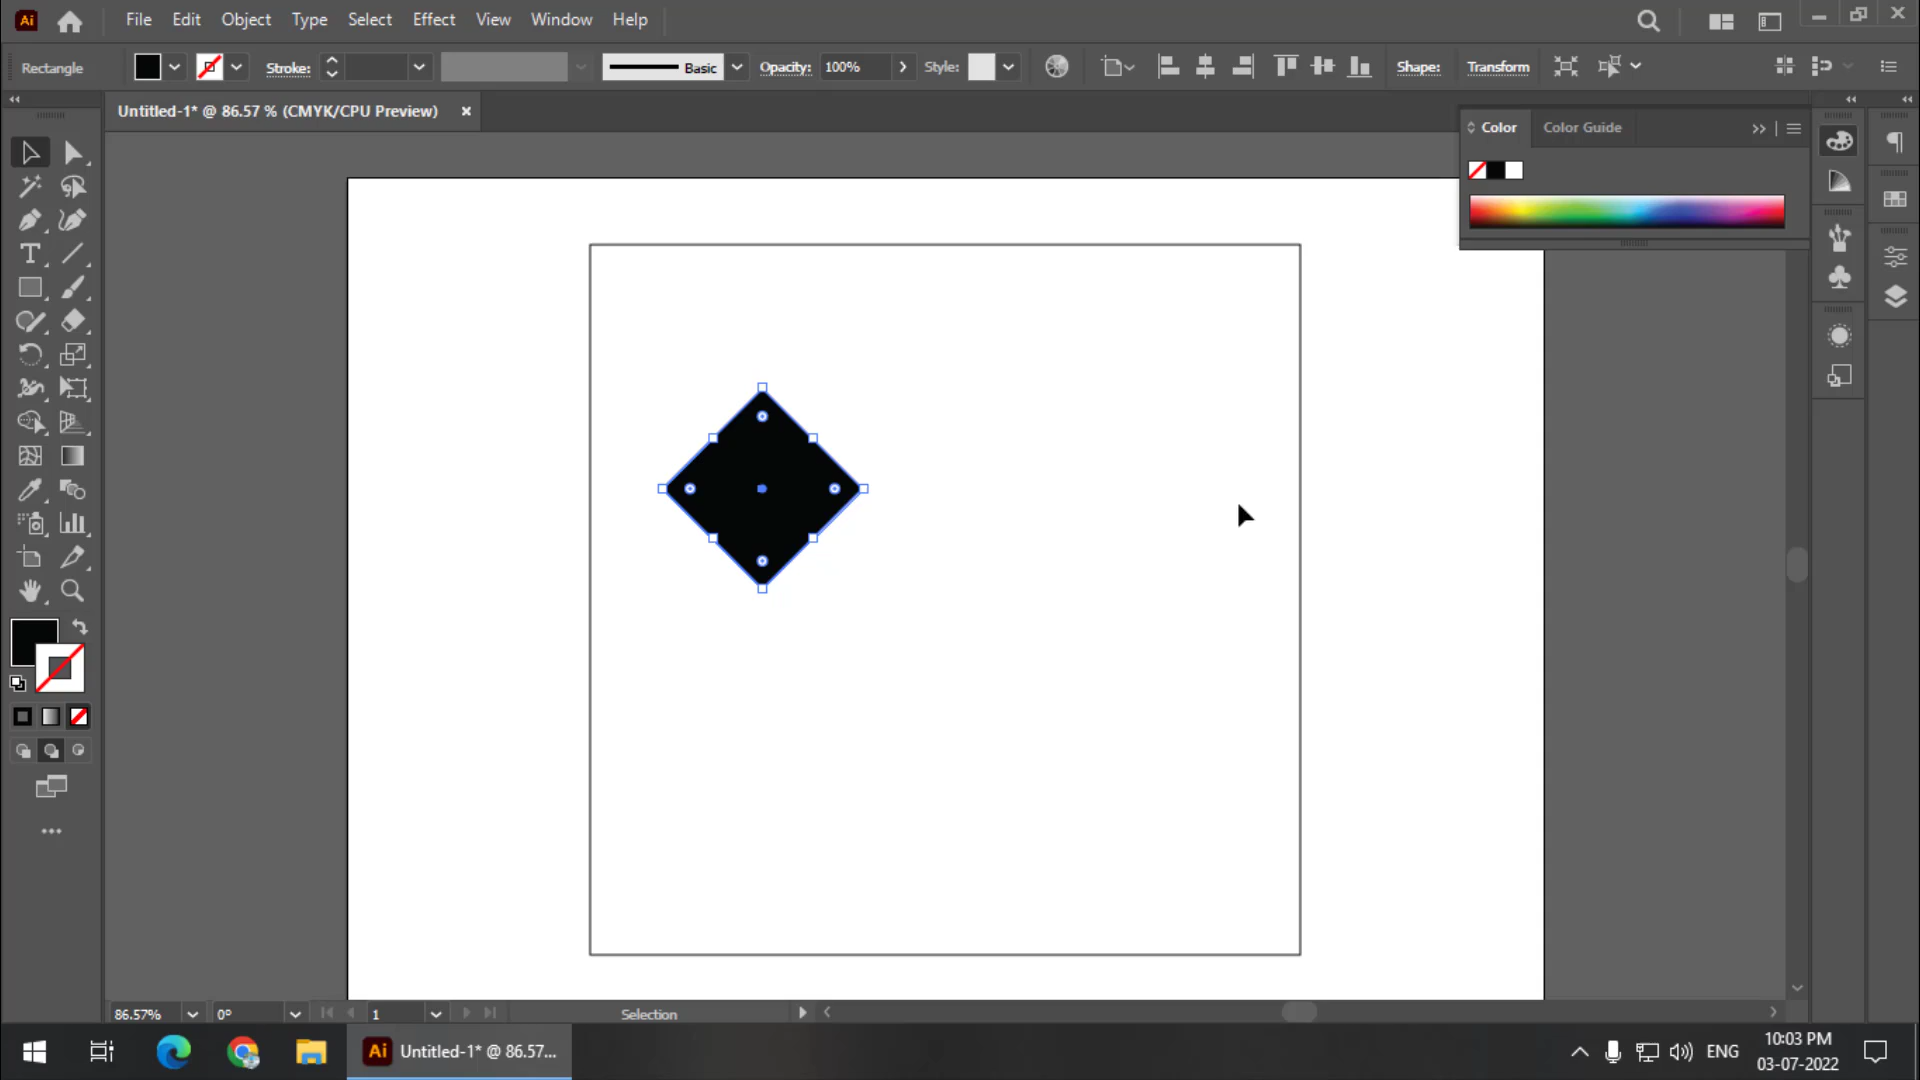 Ai File Edit Object Type Select Effect View Window Help
Rectangle Stroke: Basic Opacity: 100% Style: Shape: Transform
Untitled-1* @ 86.57 % (CMYK/CPU Preview)
Color Color Guide
86.57% 0° 1 Selection
Ai Untitled-1* @ 86.57...
ENG
10:03 PM
03-07-2022